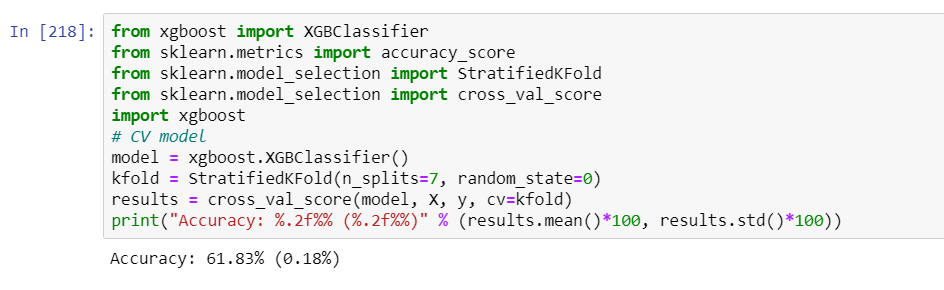 In [218]: from xgboost import XGBClassifier
from sklearn.metrics import accuracy_score
from sklearn.model_selection import StratifiedKFold
from sklearn.model_selection import cross_val_score
import xgboost
# CV model
model = xgboost.XGBClassifier()
kfold = StratifiedKFold(n_splits=7, random_state=0)
results = cross_val_score(model, X, y, cv=kfold)
print("Accuracy: %.2f%% (%.2f%%)" % (results.mean()*100, results.std()*100))
Accuracy: 61.83% (0.18%)